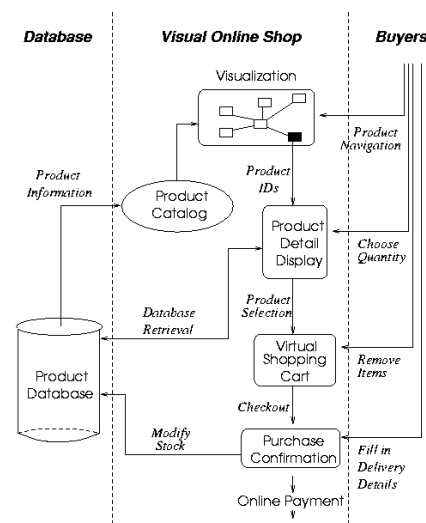 Database
Visual Online Shop
Buyers
Visualization
Product
Navigation
Product
Information
Product
IDs
Product
Catalog
Product
Detail
Display
Choose
Quantity
Database
Retrieval
Product
Selection
Virtual
Shopping
Cart
Remove
Items
Product
Database
Checkout
Modify
Stock
Purchase
Confirmation
Fill in
Delivery
Details
Online Payment